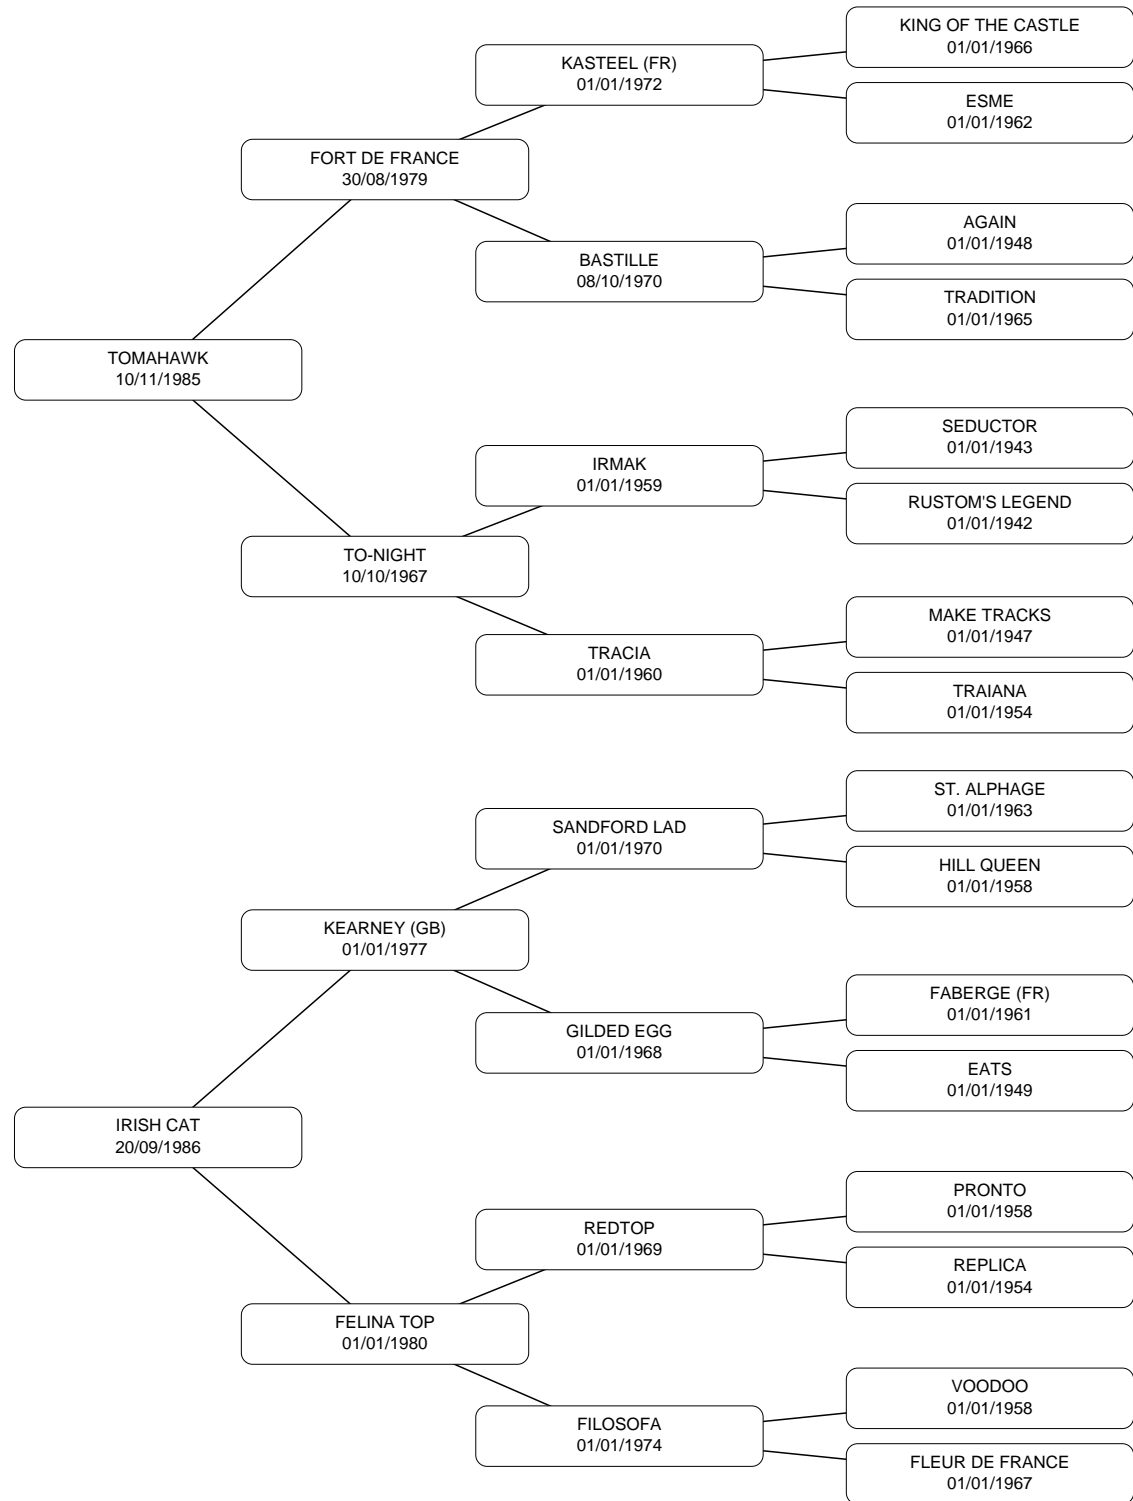 KING OF THE CASTLE
01/01/1966
KASTEEL (FR)
01/01/1972
ESME
01/01/1962
FORT DE FRANCE
30/08/1979
AGAIN
01/01/1948
BASTILLE
08/10/1970
TRADITION
01/01/1965
TOMAHAWK
10/11/1985
SEDUCTOR
01/01/1943
IRMAK
01/01/1959
RUSTOM'S LEGEND
01/01/1942
TO-NIGHT
10/10/1967
MAKE TRACKS
01/01/1947
TRACIA
01/01/1960
TRAIANA
01/01/1954
ST. ALPHAGE
01/01/1963
SANDFORD LAD
01/01/1970
HILL QUEEN
01/01/1958
KEARNEY (GB)
01/01/1977
FABERGE (FR)
01/01/1961
GILDED EGG
01/01/1968
EATS
01/01/1949
IRISH CAT
20/09/1986
PRONTO
01/01/1958
REDTOP
01/01/1969
REPLICA
01/01/1954
FELINA TOP
01/01/1980
VOODOO
01/01/1958
FILOSOFA
01/01/1974
FLEUR DE FRANCE
01/01/1967